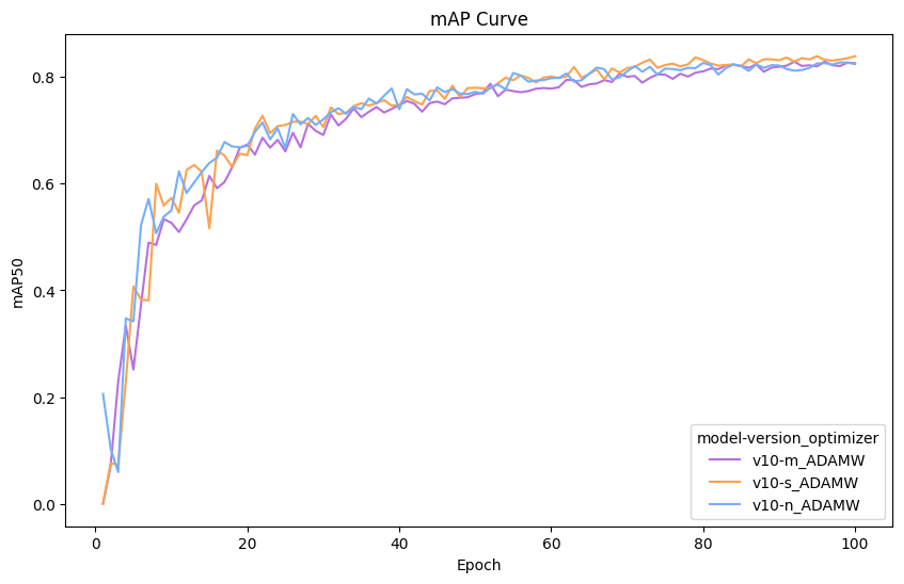 mAP Curve
mAP50
0.8
0.6
0.4
0.2
0.0
0 20 40 60 80 100
Epoch
model-version_optimizer
v10-m_ADAMW
v10-s_ADAMW
v10-n_ADAMW